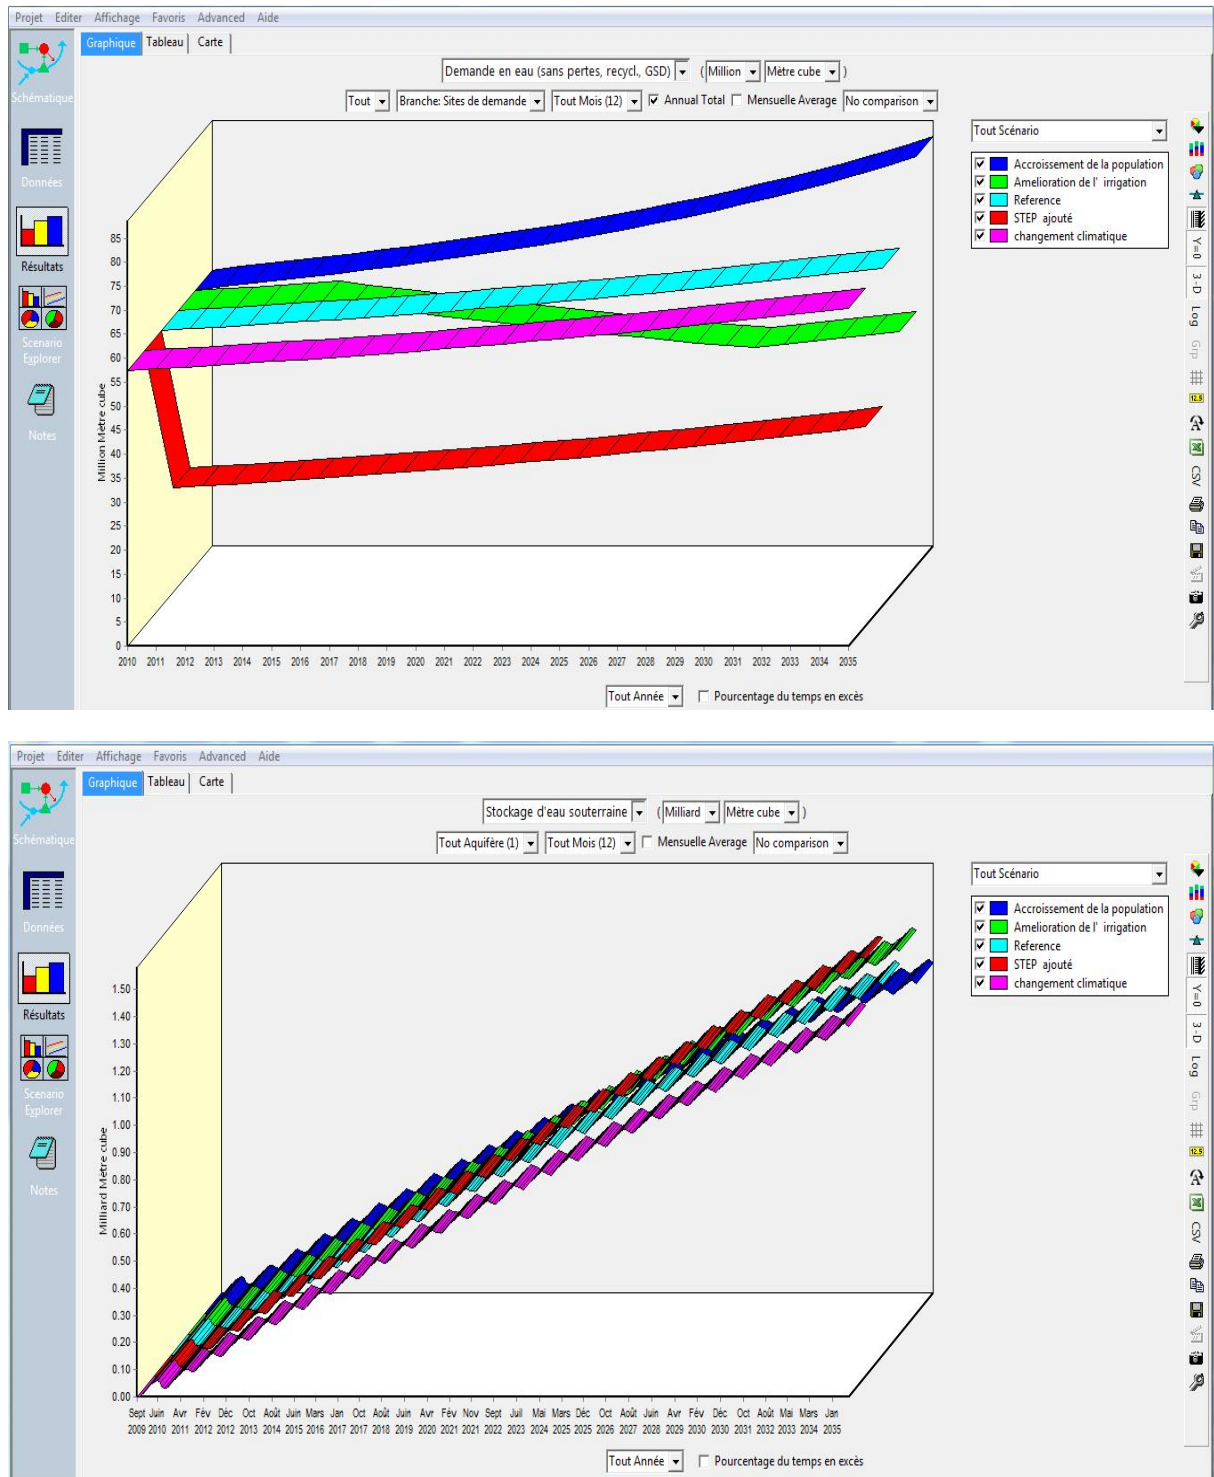 Projet Editer Affichage Favoris Advanced Aide
Graphique Tableau Carte
Demande en eau (sans pertes, recycl., GSD) ( Million Mètre cube )
Tout Branche: Sites de demande Tout Mois (12) Annual Total Mensuelle Average No comparison
Schématique
Données
Résultats
Scenario
Explorer
Notes
Tout Scénario
Accroissement de la population
Amelioration de l' irrigation
Reference
STEP ajouté
changement climatique
Y=0
3-D
Log
Grp
12.5
CSV
Million Mètre cube
85
80
75
70
65
60
55
50
45
40
35
30
25
20
15
10
5
0
2010 2011 2012 2013 2014 2015 2016 2017 2018 2019 2020 2021 2022 2023 2024 2025 2026 2027 2028 2029 2030 2031 2032 2033 2034 2035
Tout Année Pourcentage du temps en excès
Projet Editer Affichage Favoris Advanced Aide
Graphique Tableau Carte
Stockage d'eau souterraine ( Milliard Mètre cube )
Tout Aquifère (1) Tout Mois (12) Mensuelle Average No comparison
Schématique
Données
Résultats
Scenario
Explorer
Notes
Tout Scénario
Accroissement de la population
Amelioration de l' irrigation
Reference
STEP ajouté
changement climatique
Y=0
3-D
Log
Grp
12.5
CSV
Milliard Mètre cube
1.50
1.40
1.30
1.20
1.10
1.00
0.90
0.80
0.70
0.60
0.50
0.40
0.30
0.20
0.10
0.00
Sept Juin Avr Fév Déc Oct Août Juin Mars Jan Oct Août Juin Avr Fév Nov Sept Juil Mai Mars Déc Oct Août Juin Avr Fév Déc Oct Août Mai Mars Jan
2009 2010 2011 2012 2012 2013 2014 2015 2016 2017 2017 2018 2019 2020 2021 2021 2022 2023 2024 2025 2025 2026 2027 2028 2029 2030 2030 2031 2032 2033 2034 2035
Tout Année Pourcentage du temps en excès